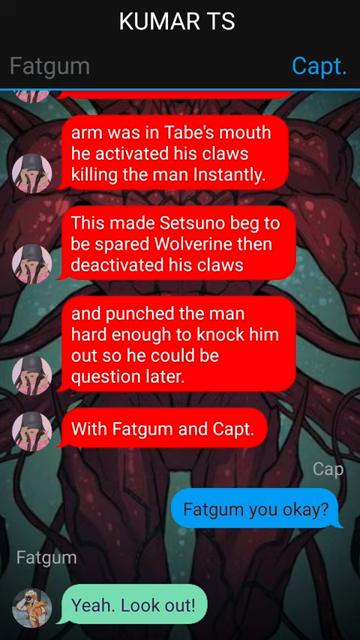 KUMAR TS
Fatgum
Capt.
arm was in Tabe's mouth
he activated his claws
killing the man Instantly.
This made Setsuno beg to
be spared Wolverine then
deactivated his claws
and punched the man
hard enough to knock him
out so he could be
question later.
With Fatgum and Capt.
Cap
Fatgum you okay?
Fatgum
Yeah. Look out!